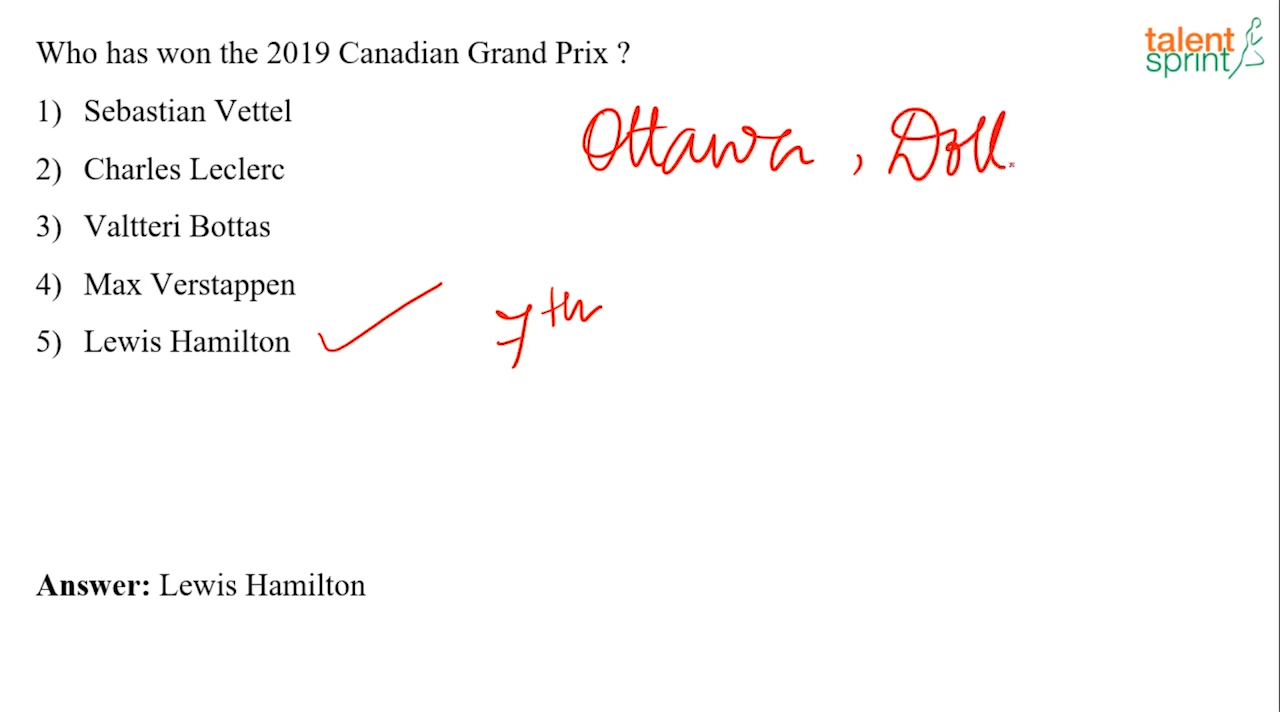 Who has won the 2019 Canadian Grand Prix ?
talent
sprint
1) Sebastian Vettel
Ottawa , Doll.
2) Charles Leclerc
3) Valtteri Bottas
4) Max Verstappen
7th
5) Lewis Hamilton
Answer: Lewis Hamilton